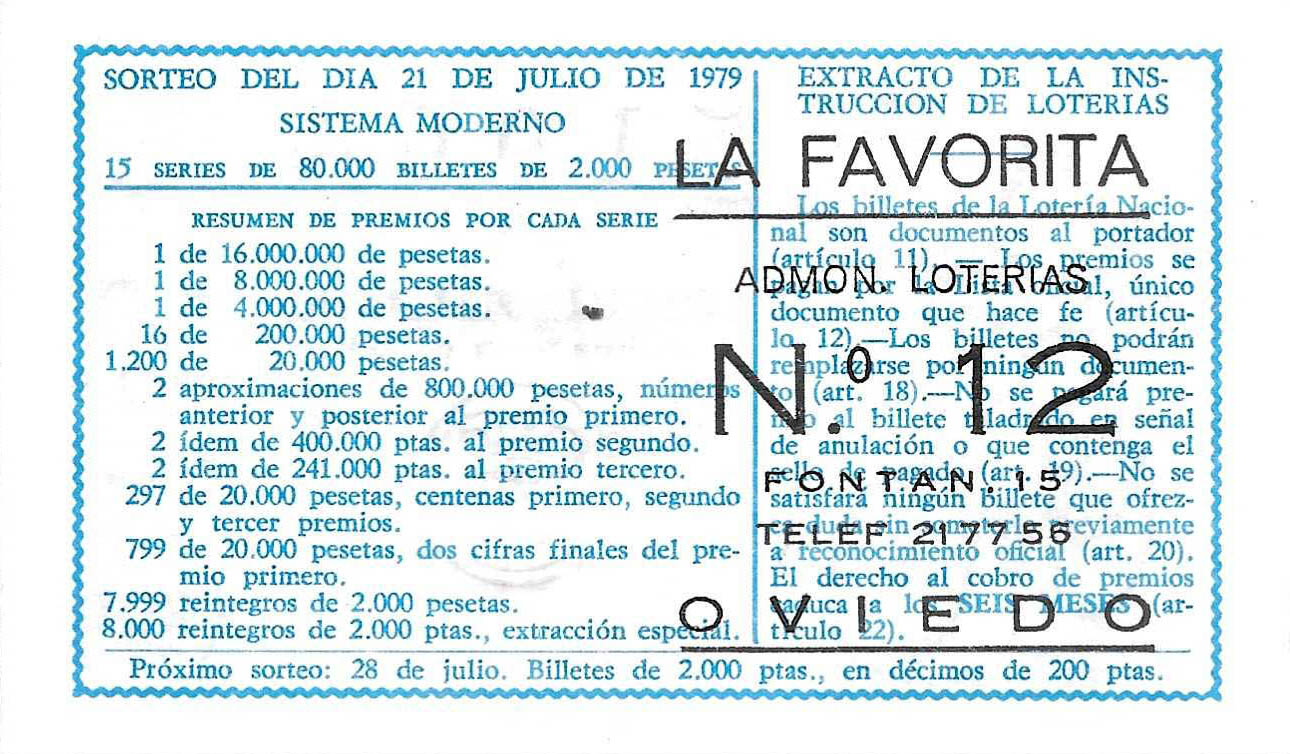 SORTEO DEL DIA 21 DE JULIO DE 1979
SISTEMA MODERNO
15 SERIES DE 80.000 BILLETES DE 2.000 PESETAS
RESUMEN DE PREMIOS POR CADA SERIE
1 de 16.000.000 de pesetas.
1 de 8.000.000 de pesetas.
1 de 4.000.000 de pesetas.
16 de 200.000 pesetas.
1.200 de 20.000 pesetas.
2 aproximaciones de 800.000 pesetas, números
anterior y posterior al premio primero.
2 ídem de 400.000 ptas. al premio segundo.
2 ídem de 241.000 ptas. al premio tercero.
297 de 20.000 pesetas, centenas primero, segundo
y tercer premios.
799 de 20.000 pesetas, dos cifras finales del pre-
mio primero.
7.999 reintegros de 2.000 pesetas.
8.000 reintegros de 2.000 ptas., extracción especial.
EXTRACTO DE LA INS-
TRUCCION DE LOTERIAS
Los billetes de la Lotería Nacio-
nal son documentos al portador
(artículo 11). — Los premios se
pagan por la Lista oficial, único
documento que hace fe (artícu-
lo 12).—Los billetes no podrán
remplazarse por ningún documen-
to (art. 18).—No se pagará pre-
mio al billete taladrado en señal
de anulación o que contenga el
sello de pagado (art. 19).—No se
satisfará ningún billete que ofrez-
ca duda sin someterlo previamente
a reconocimiento oficial (art. 20).
El derecho al cobro de premios
caduca a los SEIS MESES (ar-
tículo 22).
LA FAVORITA
ADMON. LOTERIAS
N.º 12
FONTAN. 15
TELEF 217756
OVIEDO
Próximo sorteo: 28 de julio. Billetes de 2.000 ptas., en décimos de 200 ptas.